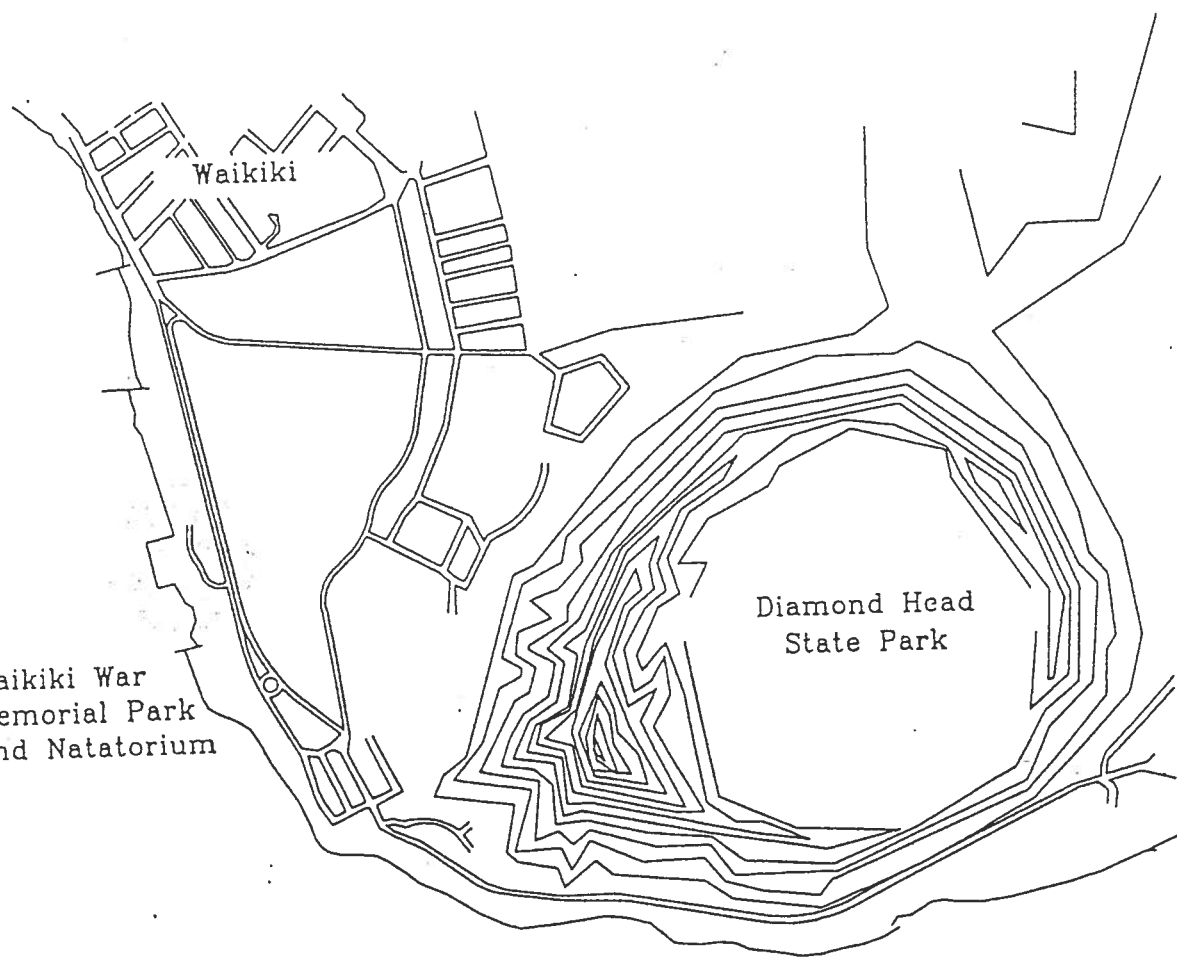 Waikiki
Diamond Head
State Park
aikiki War
emorial Park
nd Natatorium